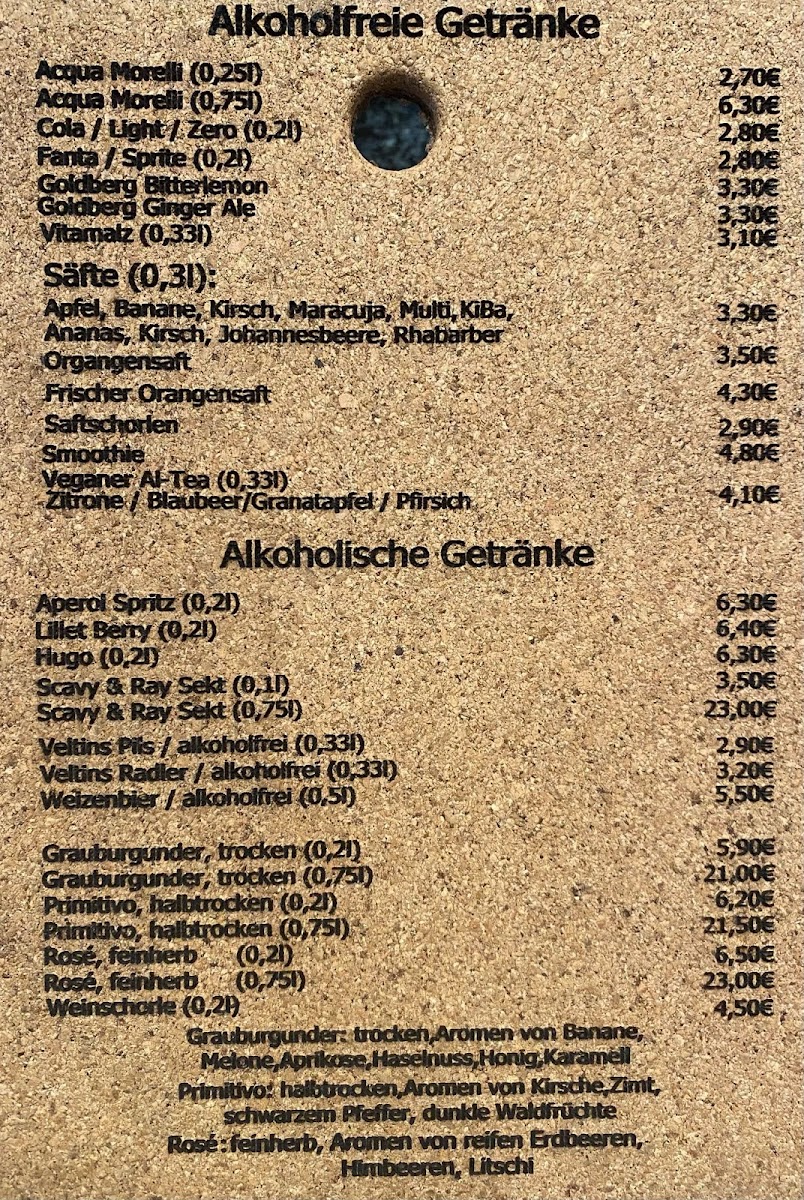 Alkoholfreie Getränke
Acqua Morelli (0,25l) 2,70€
Acqua Morelli (0,75l) 6,30€
Cola / Light / Zero (0,2l) 2,80€
Fanta / Sprite (0,2l) 2,80€
Goldberg Bitterlemon 3,30€
Goldberg Ginger Ale 3,30€
Vitamalz (0,33l) 3,10€
Säfte (0,3l):
Apfel, Banane, Kirsch, Maracuja, Multi, KiBa, 3,30€
Ananas, Kirsch, Johannesbeere, Rhabarber
Organgensaft 3,50€
Frischer Orangensaft 4,30€
Saftschorlen 2,90€
Smoothie 4,80€
Veganer Al-Tea (0,33l)
Zitrone / Blaubeer/Granatapfel / Pfirsich 4,10€
Alkoholische Getränke
Aperol Spritz (0,2l) 6,30€
Lillet Berry (0,2l) 6,40€
Hugo (0,2l) 6,30€
Scavy & Ray Sekt (0,1l) 3,50€
Scavy & Ray Sekt (0,75l) 23,00€
Veltins Pils / alkoholfrei (0,33l) 2,90€
Veltins Radler / alkoholfrei (0,33l) 3,20€
Weizenbier / alkoholfrei (0,5l) 5,50€
Grauburgunder, trocken (0,2l) 5,90€
Grauburgunder, trocken (0,75l) 21,00€
Primitivo, halbtrocken (0,2l) 6,20€
Primitivo, halbtrocken (0,75l) 21,50€
Rosé, feinherb (0,2l) 6,50€
Rosé, feinherb (0,75l) 23,00€
Weinschorle (0,2l) 4,50€
Grauburgunder: trocken,Aromen von Banane,
Melone,Aprikose,Haselnuss,Honig,Karamell
Primitivo: halbtrocken,Aromen von Kirsche,Zimt,
schwarzem Pfeffer, dunkle Waldfrüchte
Rosé:feinherb, Aromen von reifen Erdbeeren,
Himbeeren, Litschi